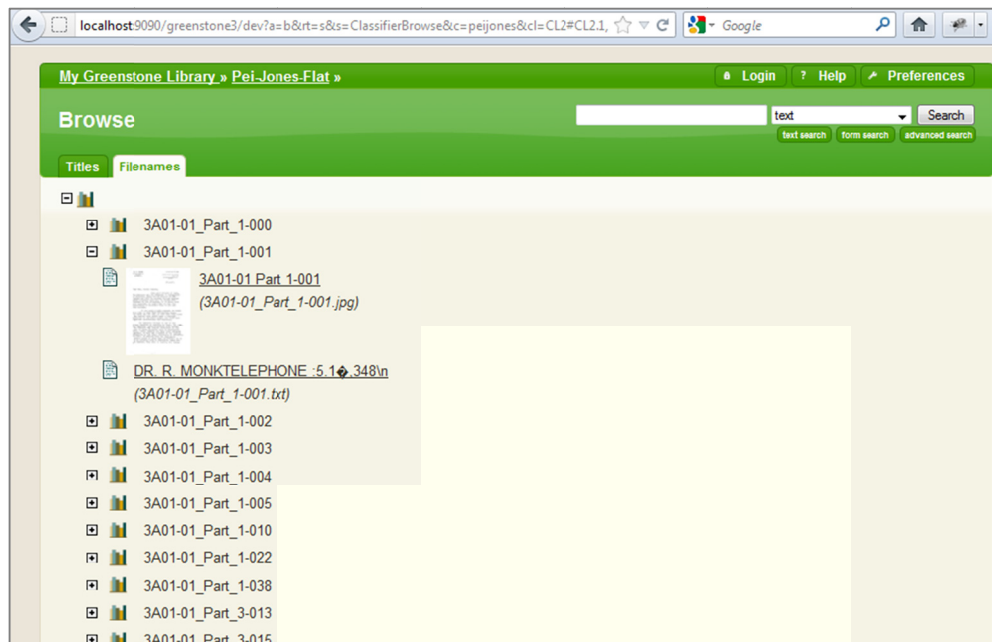 localhost:9090/greenstone3/dev?a=b&rt=s&s=ClassifierBrowse&c=peijones&cl=CL2#CL2.1,
Google
My Greenstone Library » Pei-Jones-Flat »
Login
? Help
Preferences
Browse
text
Search
text search
form search
advanced search
Titles
Filenames
3A01-01_Part_1-000
3A01-01_Part_1-001
3A01-01 Part 1-001
(3A01-01_Part_1-001.jpg)
DR. R. MONKTELEPHONE :5.1�.348\n
(3A01-01_Part_1-001.txt)
3A01-01_Part_1-002
3A01-01_Part_1-003
3A01-01_Part_1-004
3A01-01_Part_1-005
3A01-01_Part_1-010
3A01-01_Part_1-022
3A01-01_Part_1-038
3A01-01_Part_3-013
3A01-01_Part_3-015